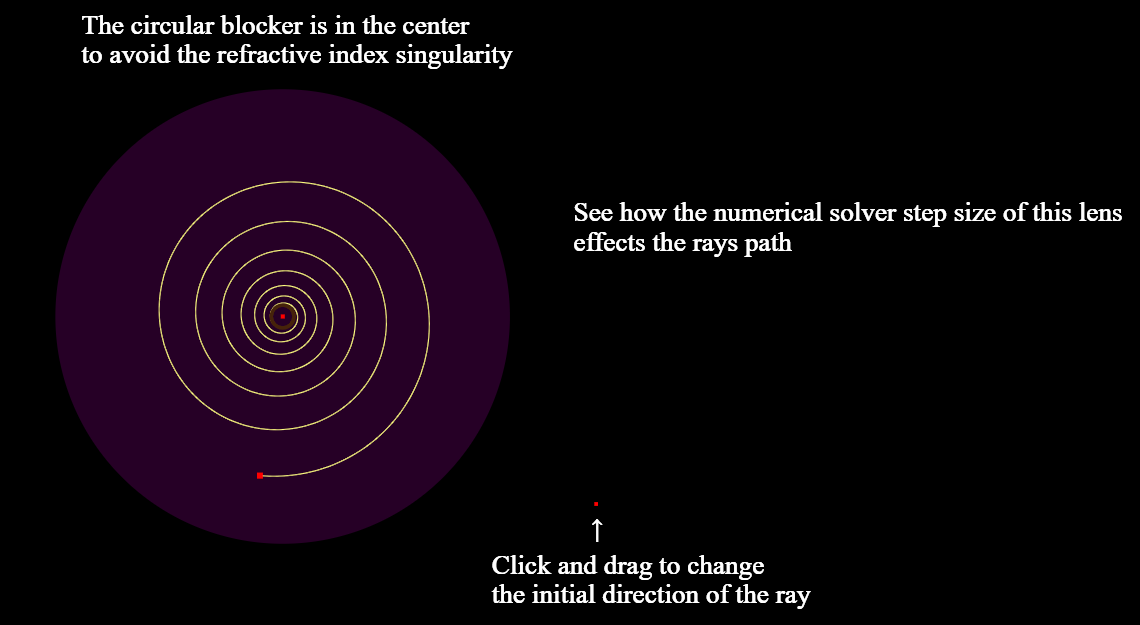 The circular blocker is in the center
to avoid the refractive index singularity
See how the numerical solver step size of this lens
effects the rays path
↑
Click and drag to change
the initial direction of the ray